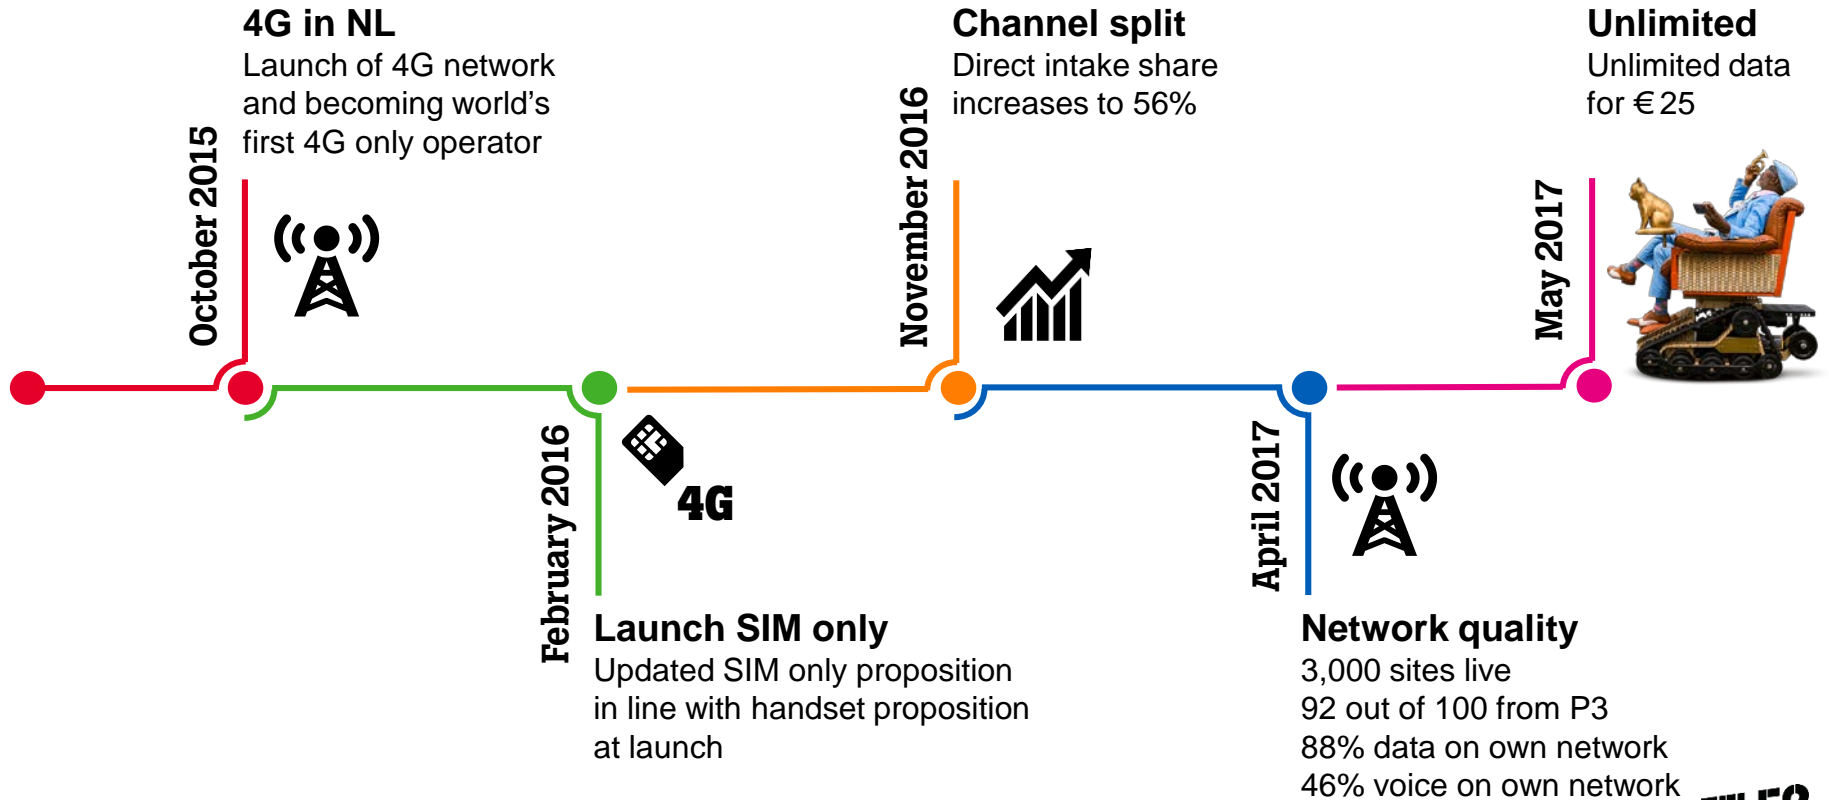 4G in NL
Launch of 4G network
and becoming world's
first 4G only operator
October 2015
Channel split
Direct intake share
increases to 56%
November 2016
Unlimited
Unlimited data
for €25
May 2017
February 2016
4G
Launch SIM only
Updated SIM only proposition
in line with handset proposition
at launch
April 2017
Network quality
3,000 sites live
92 out of 100 from P3
88% data on own network
46% voice on own network